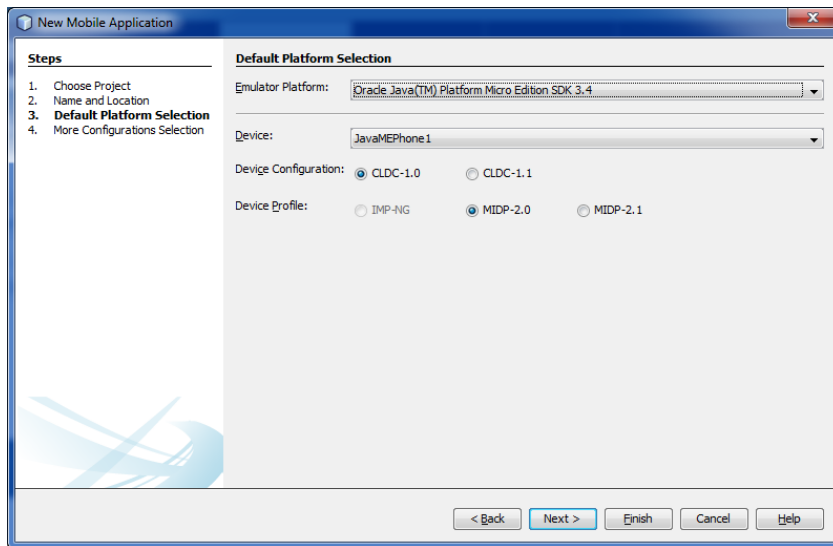 New Mobile Application
Steps
1. Choose Project
2. Name and Location
3. Default Platform Selection
4. More Configurations Selection
Default Platform Selection
Emulator Platform: Oracle Java(TM) Platform Micro Edition SDK 3.4
Device: JavaMEPhone1
Device Configuration: CLDC-1.0 CLDC-1.1
Device Profile: IMP-NG MIDP-2.0 MIDP-2.1
< Back Next > Finish Cancel Help